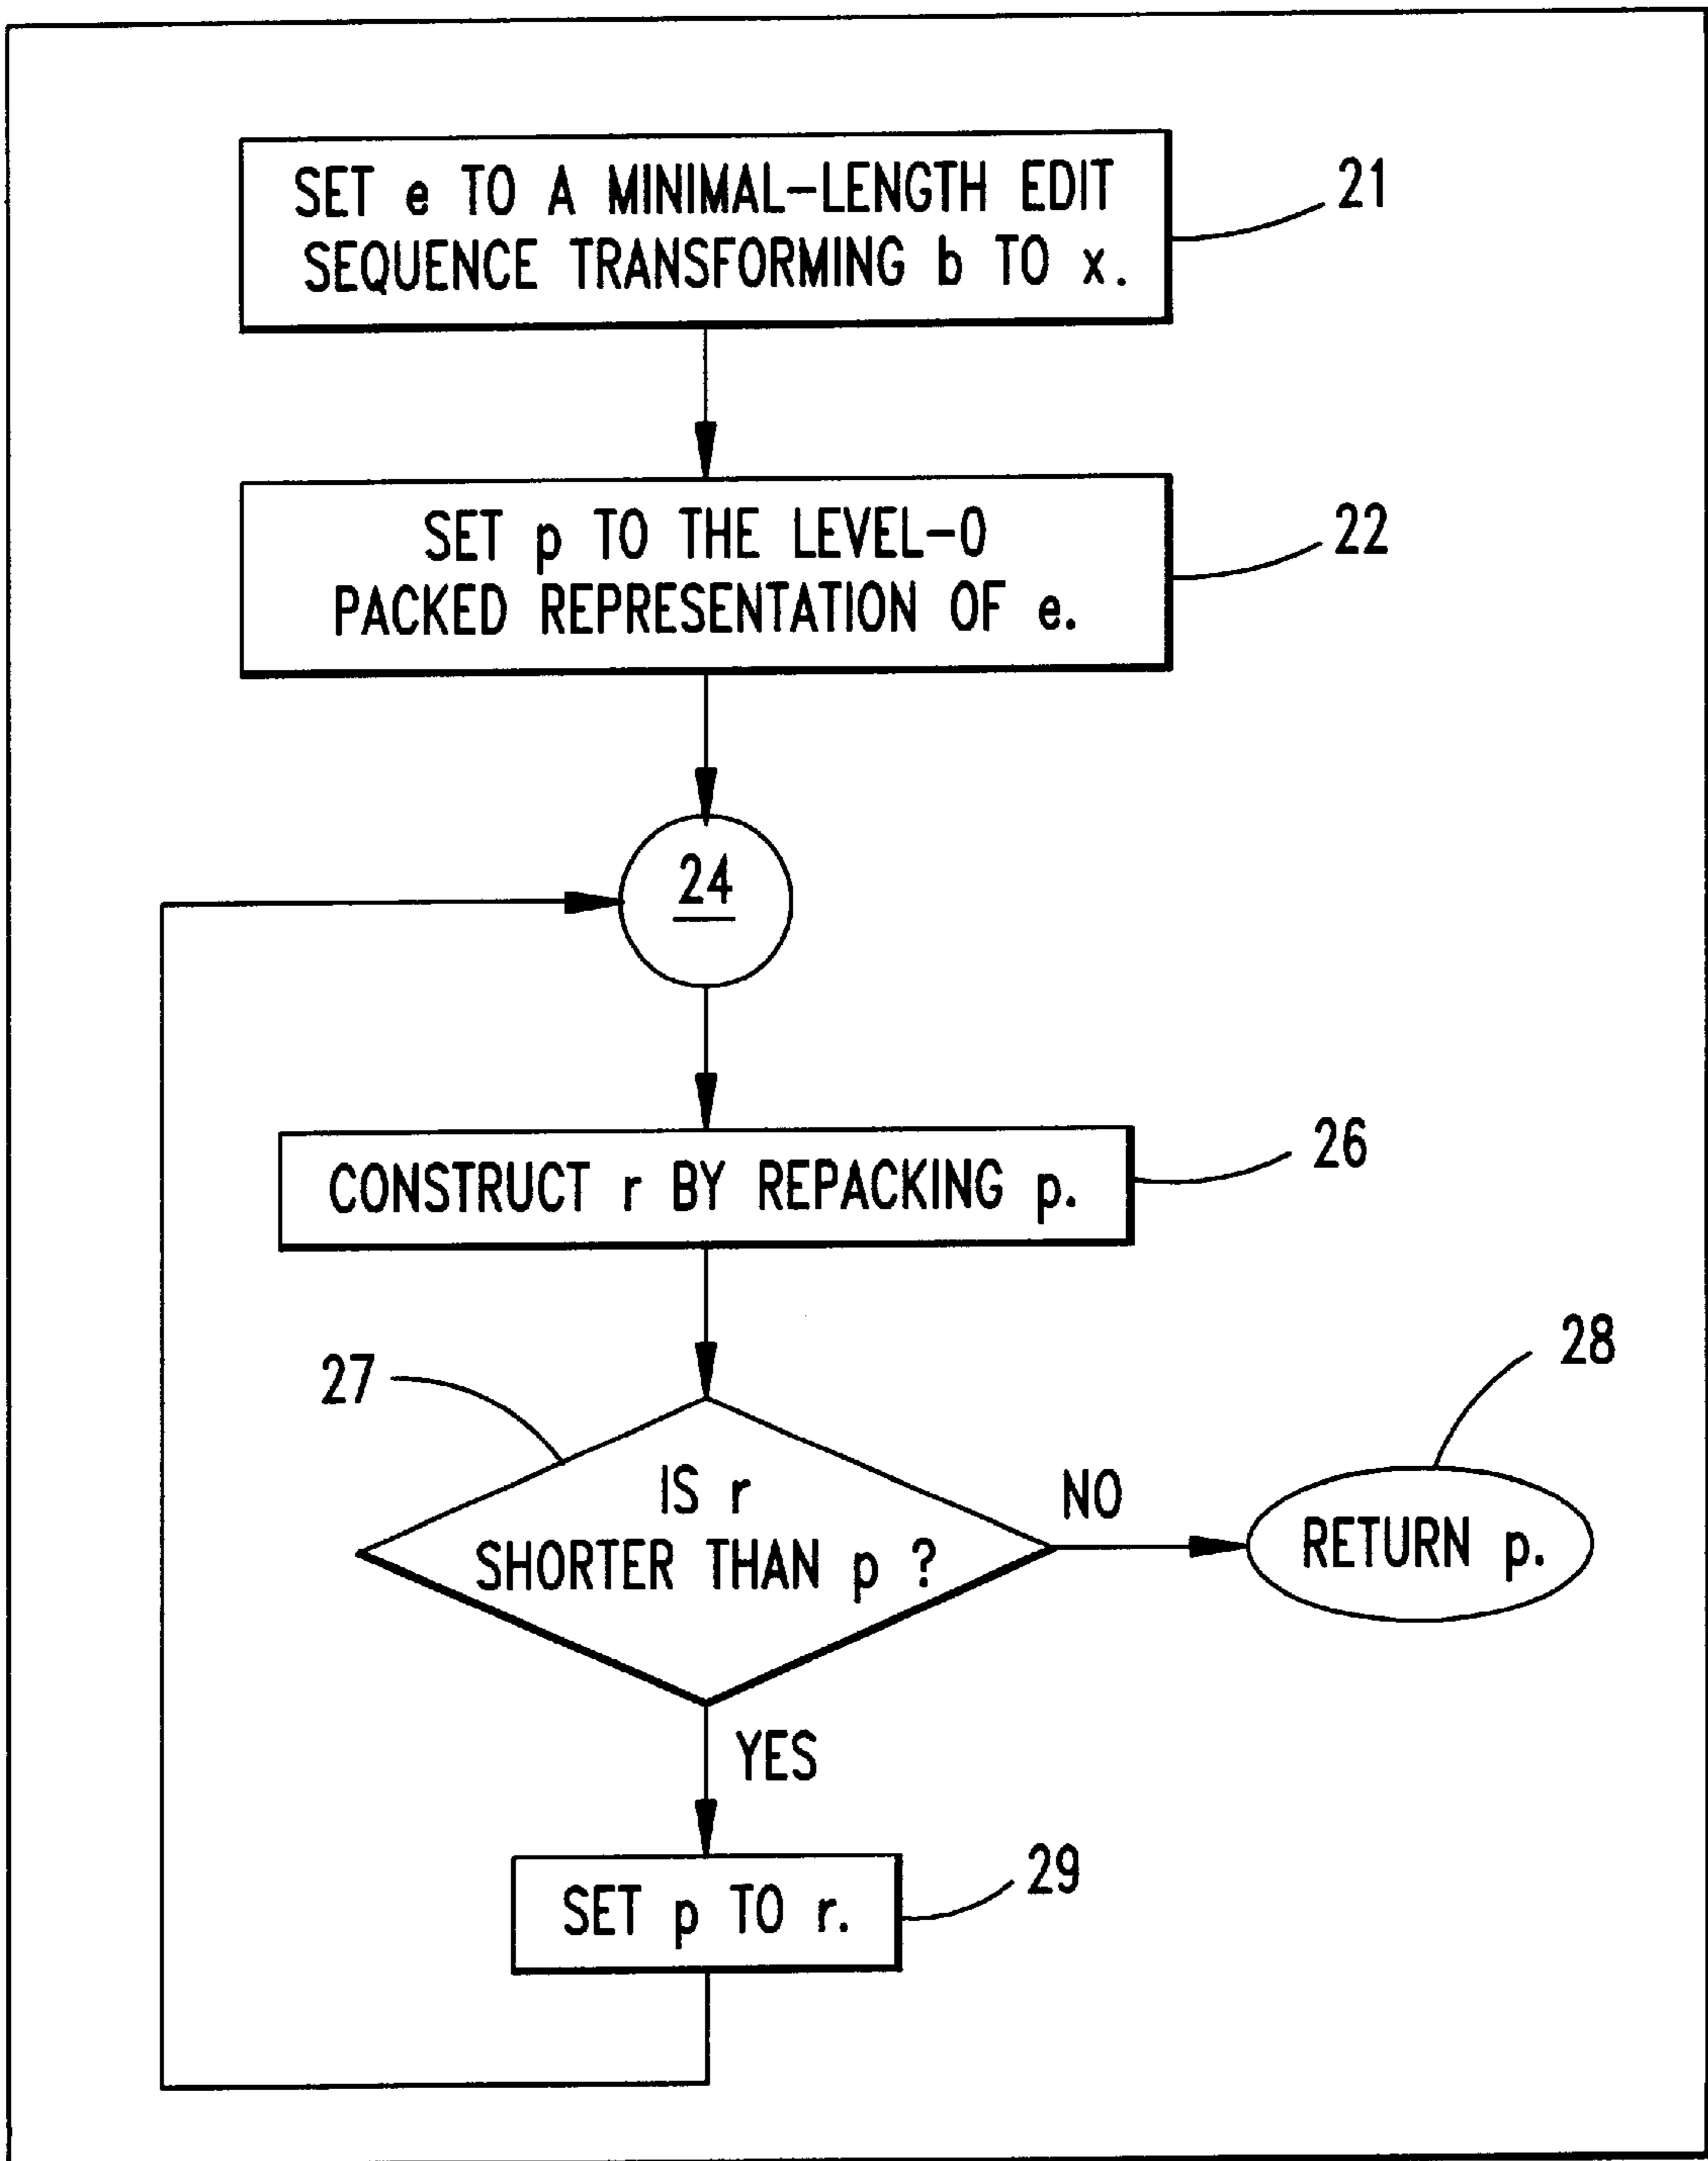 SET e TO A MINIMAL-LENGTH EDIT
SEQUENCE TRANSFORMING b TO x.
21
SET p TO THE LEVEL-0
PACKED REPRESENTATION OF e.
22
24
CONSTRUCT r BY REPACKING p.
26
27
IS r
SHORTER THAN p ?
NO
28
RETURN p.
YES
SET p TO r.
29